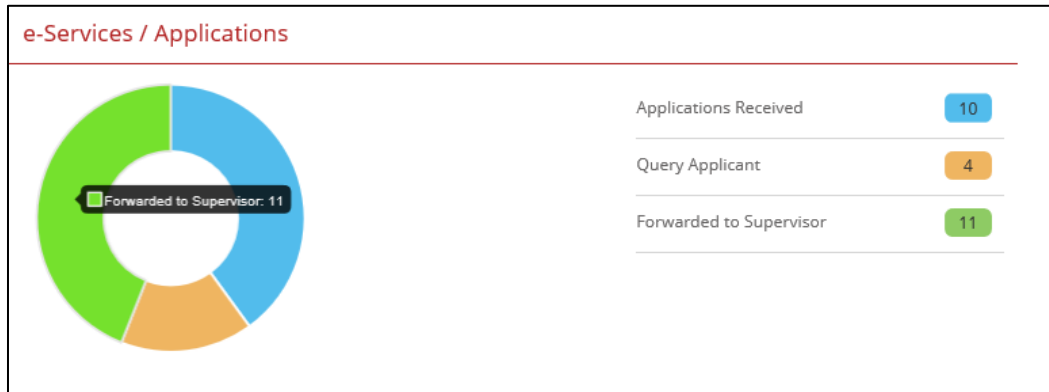 e-Services / Applications
Forwarded to Supervisor: 11
Applications Received 10
Query Applicant 4
Forwarded to Supervisor 11